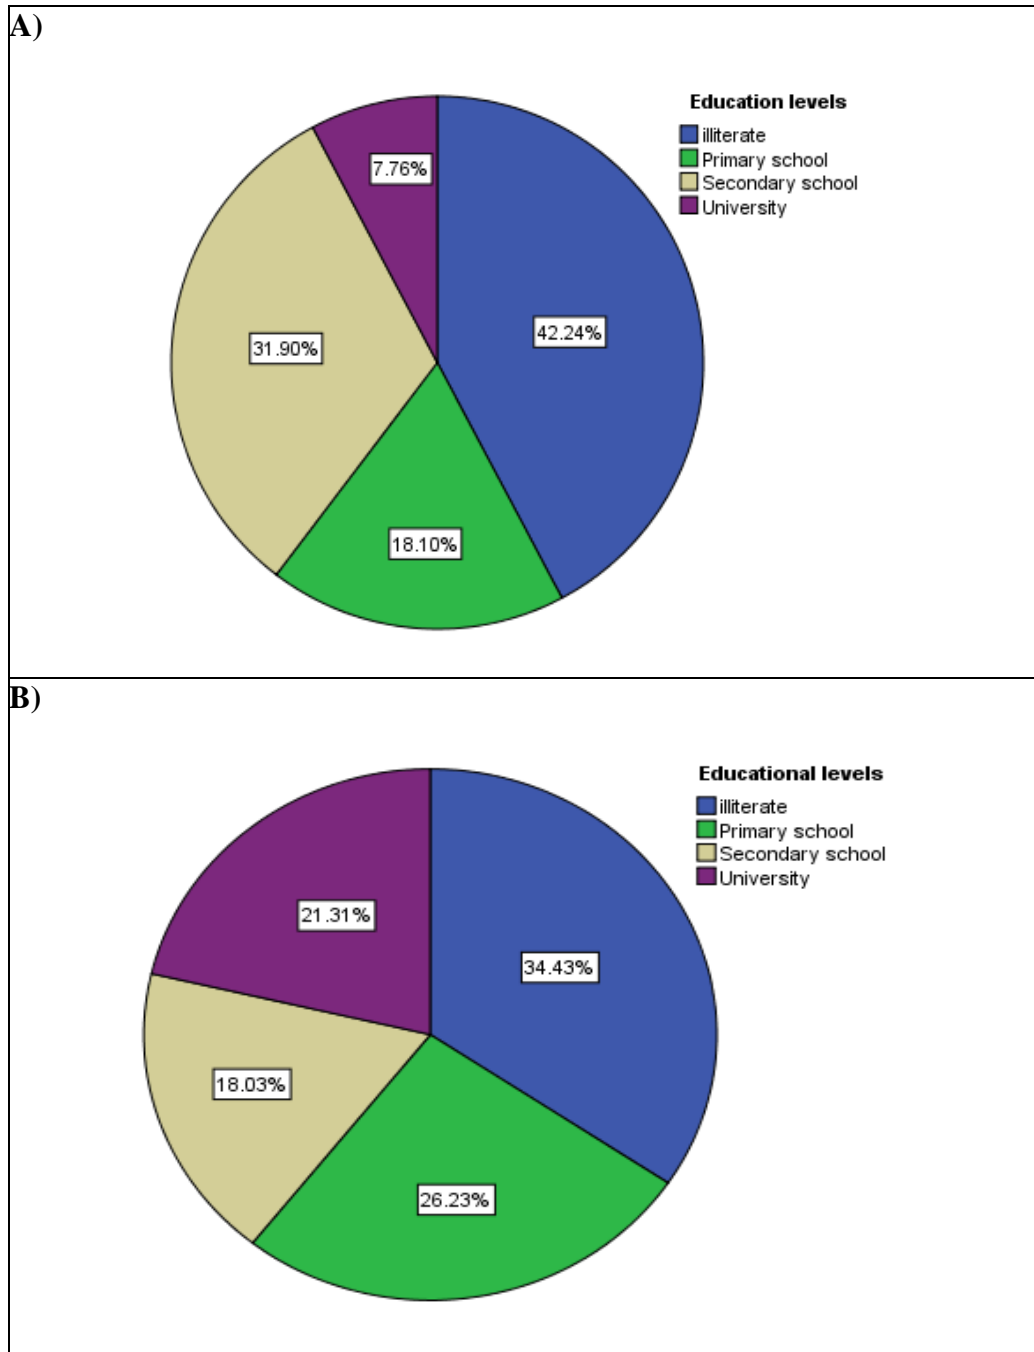 A)
Education levels
illiterate
Primary school
Secondary school
University
7.76%
42.24%
31.90%
18.10%
B)
Educational levels
illiterate
Primary school
Secondary school
University
21.31%
34.43%
18.03%
26.23%